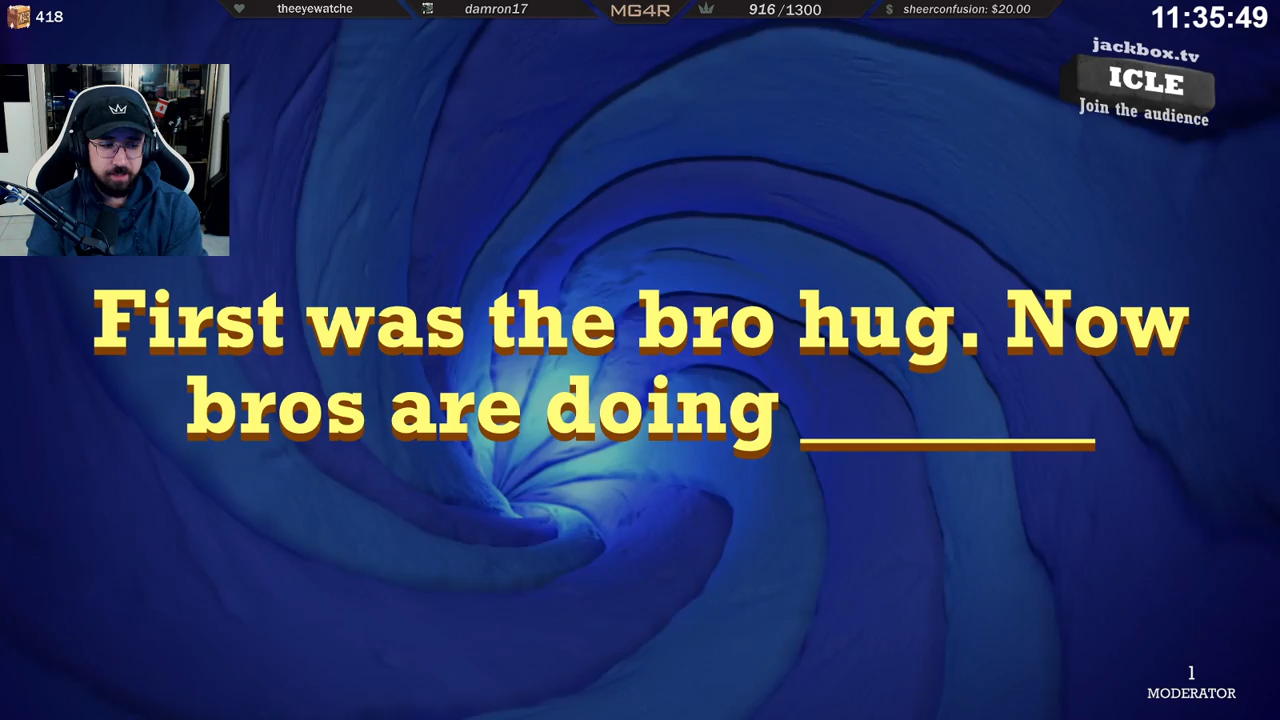 418
theeyewatche
damron17
MG4R
916 /1300
$ sheerconfusion: $20.00
11:35:49
jackbox.tv
ICLE
Join the audience
First was the bro hug. Now
bros are doing ________
1
MODERATOR